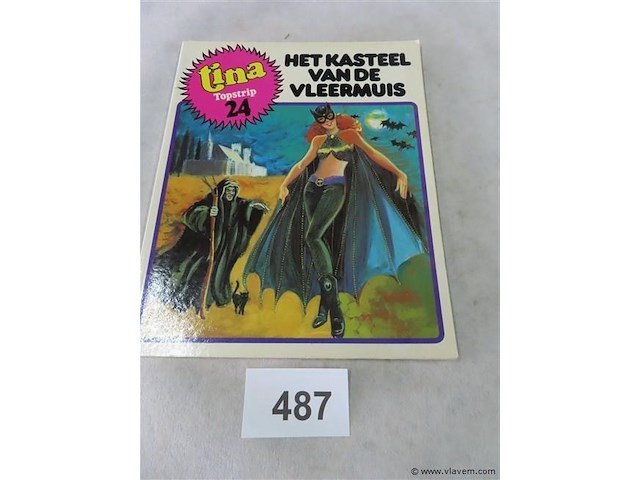 tina
Topstrip
24
HET KASTEEL
VAN DE
VLEERMUIS
487
© www.vlavem.com